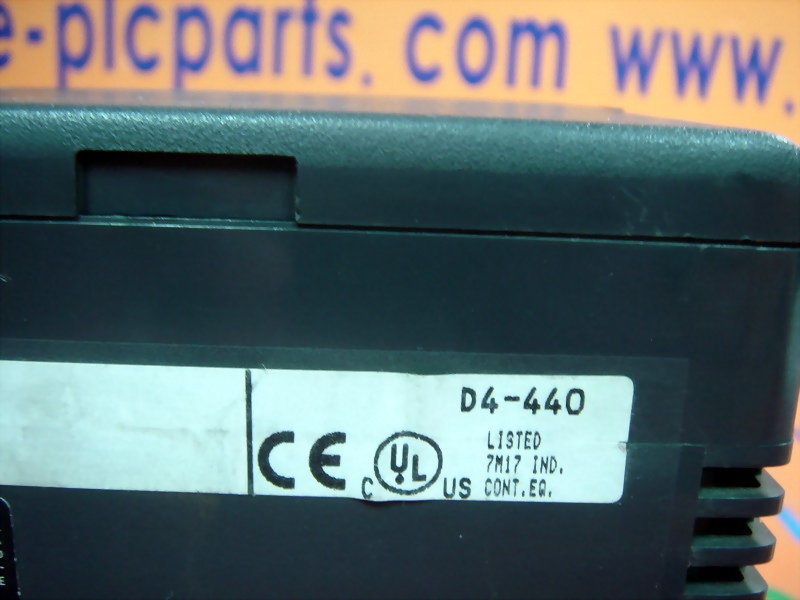 e-plcparts. com www.
D4-440
CE C UL US
LISTED
7M17 IND.
CONT.EQ.
E